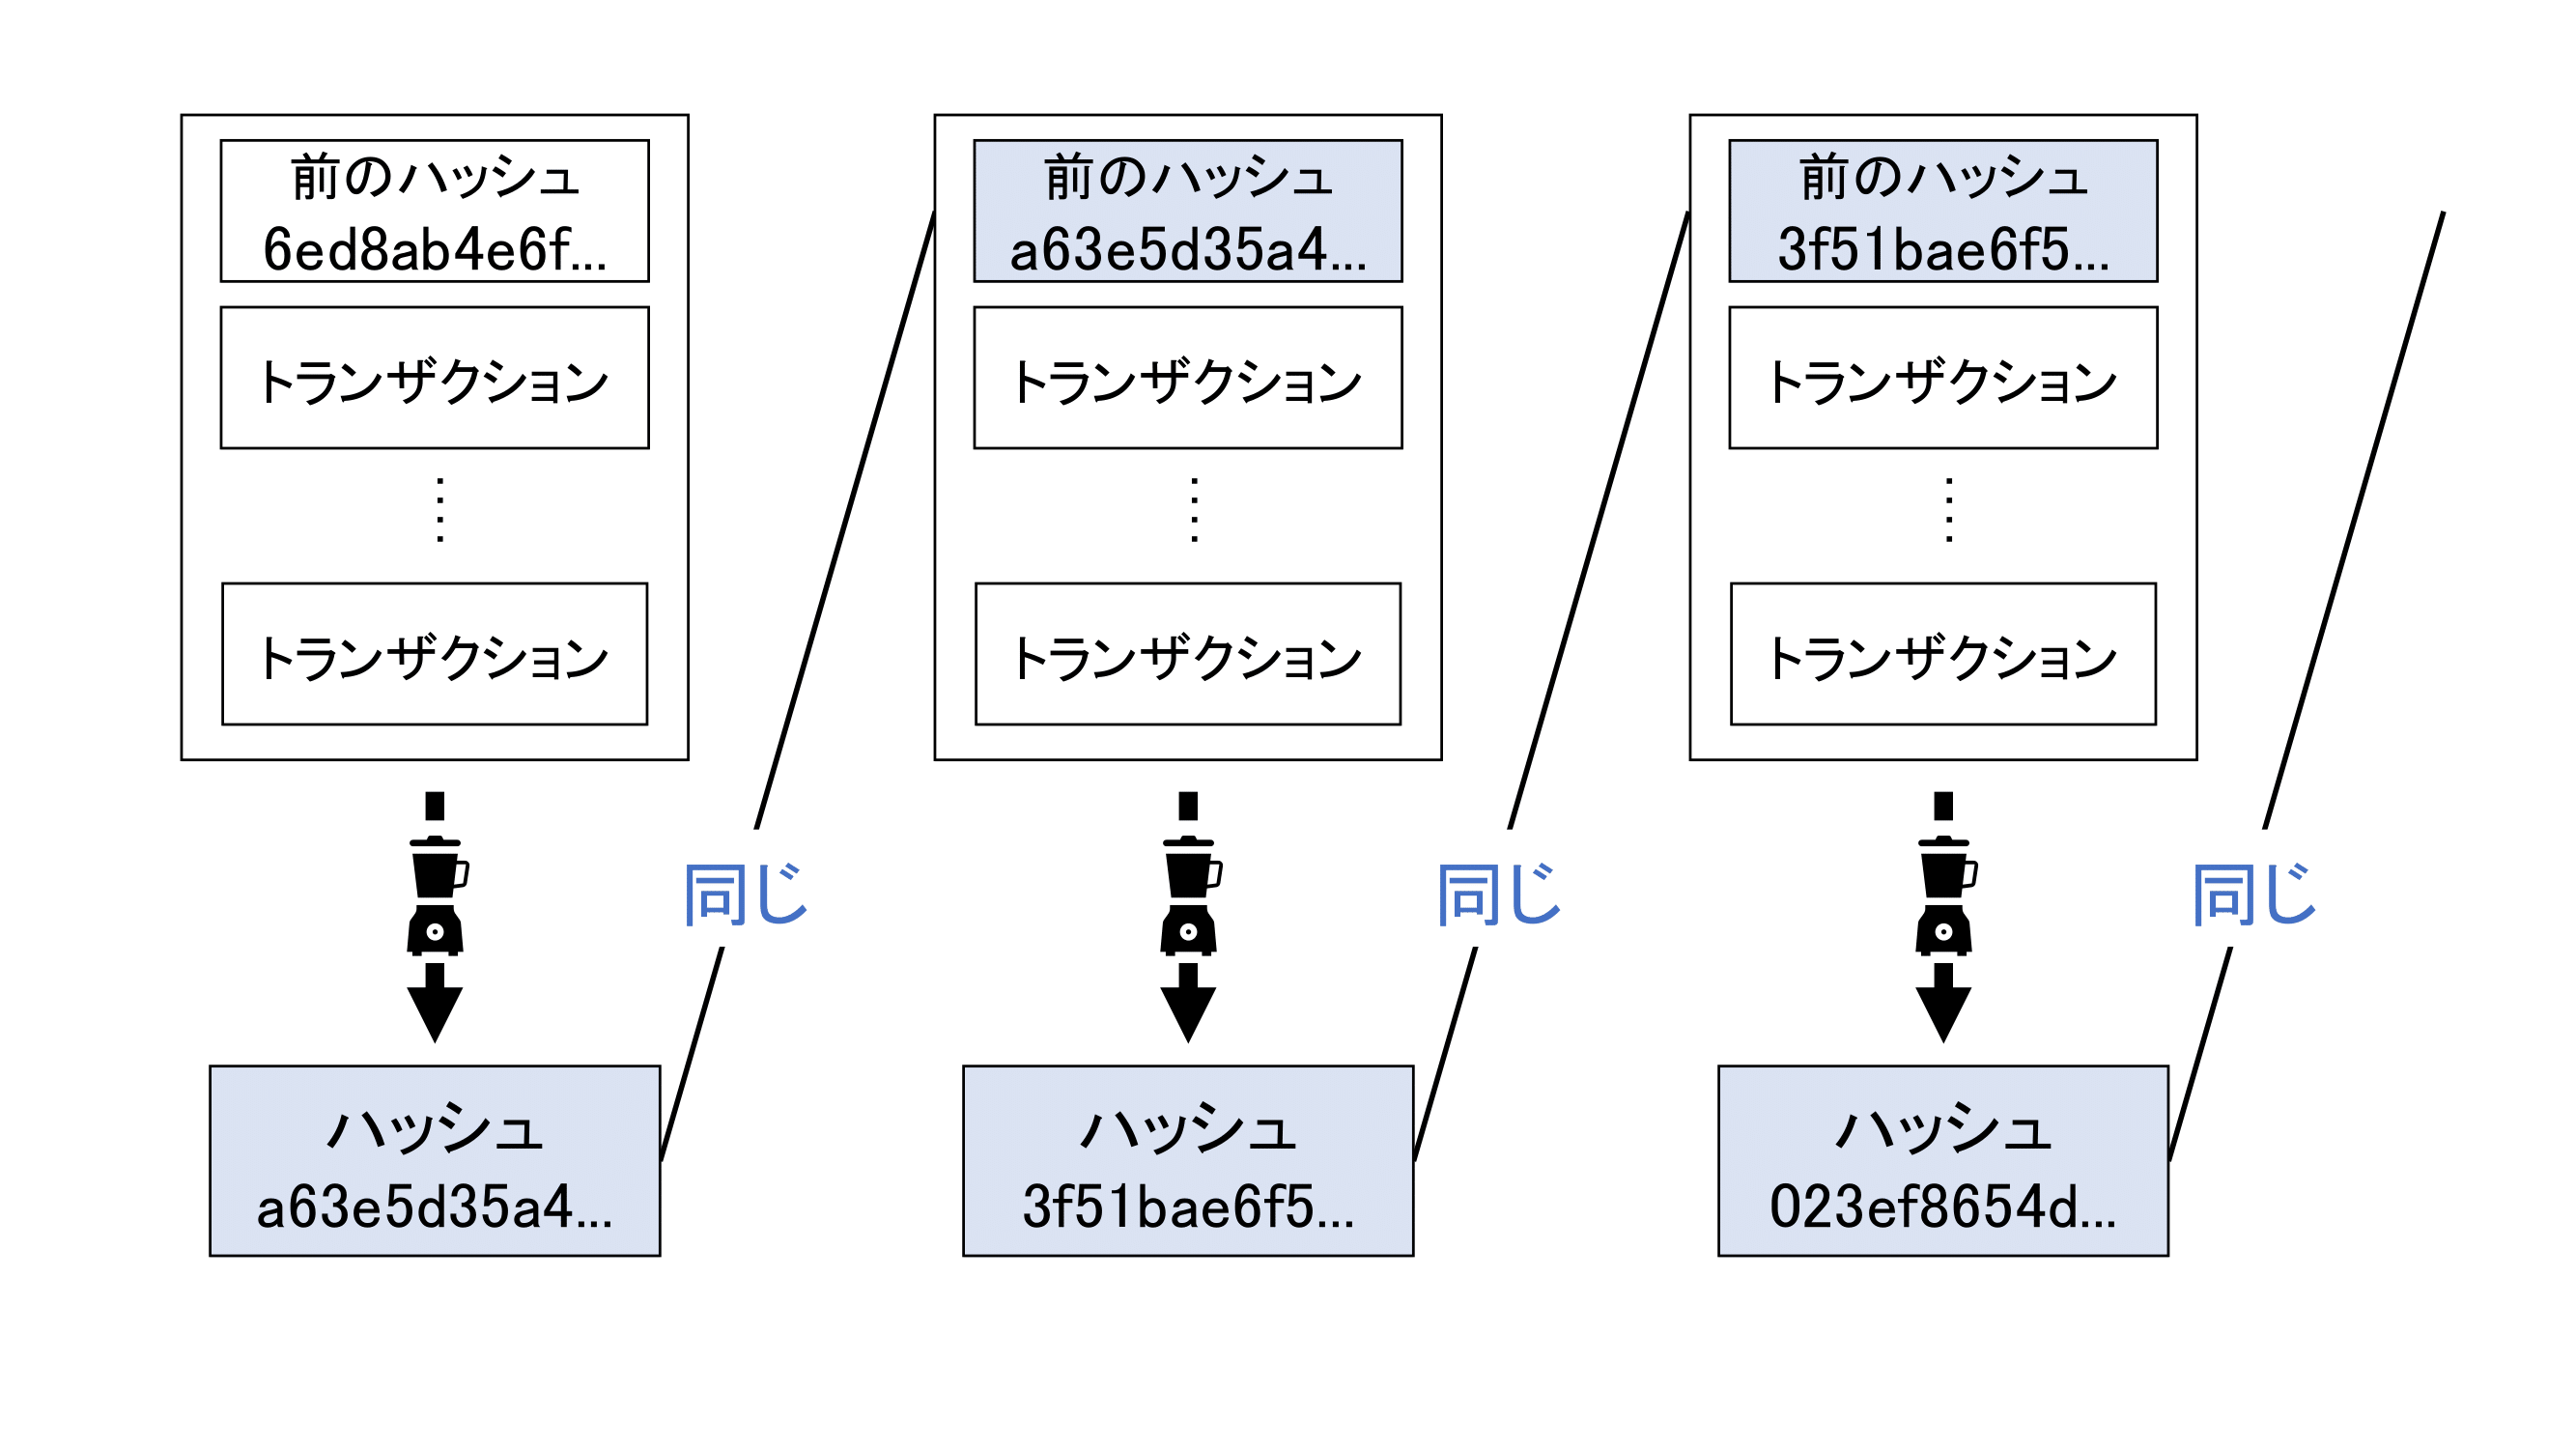 前のハッシュ
6ed8ab4e6f...
トランザクション
トランザクション
ハッシュ
a63e5d35a4...
同じ
前のハッシュ
a63e5d35a4...
トランザクション
トランザクション
ハッシュ
3f51bae6f5...
同じ
前のハッシュ
3f51bae6f5...
トランザクション
トランザクション
ハッシュ
023ef8654d...
同じ